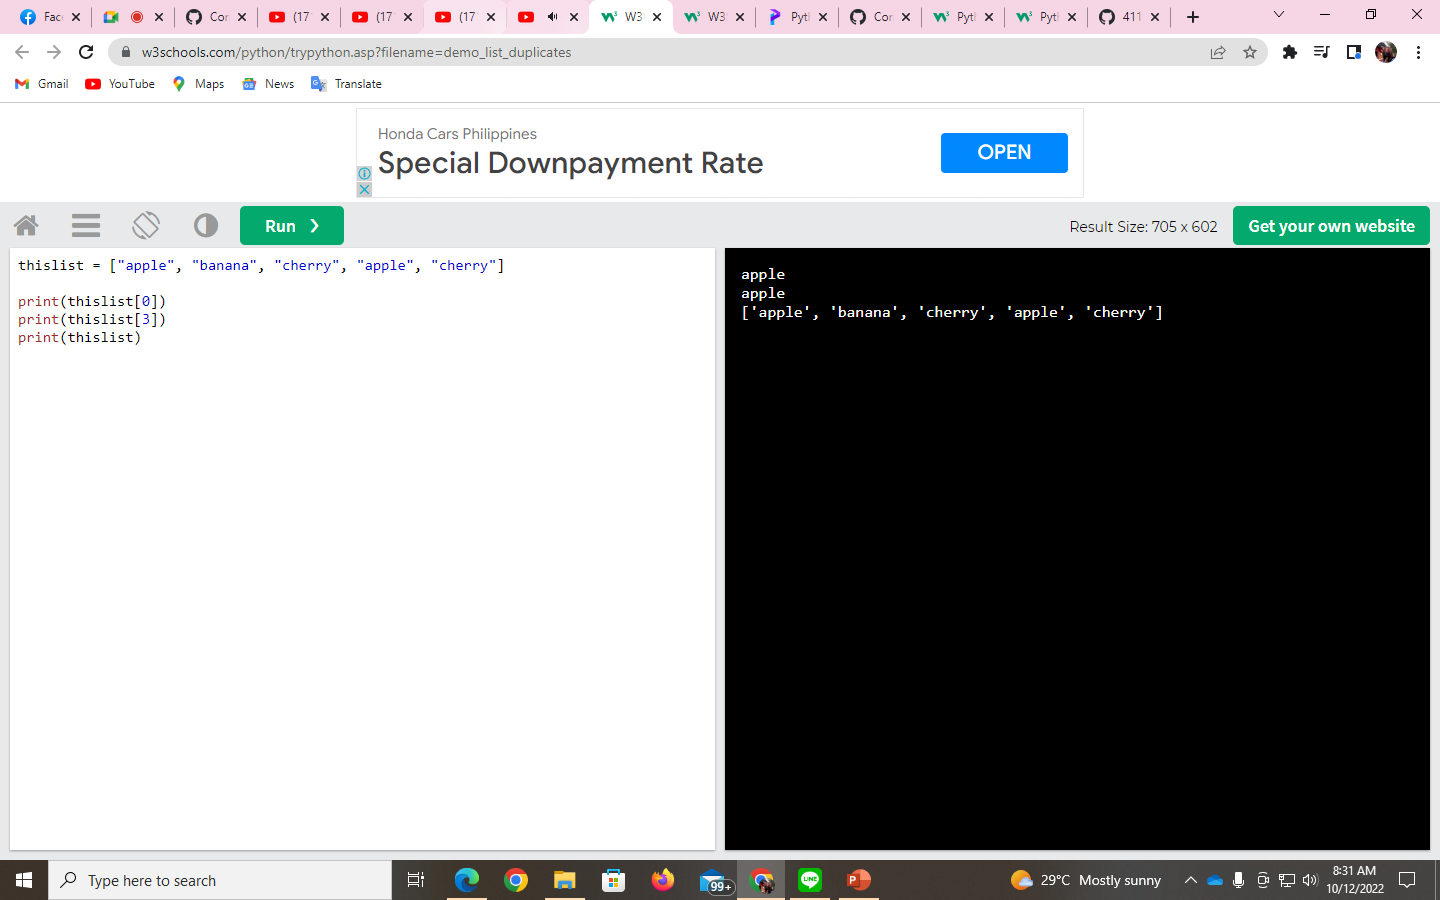 Fac
Cor
(17
(17
(17
W3
W3
Pyt
Cor
Pyt
Pyt
411
w3schools.com/python/trypython.asp?filename=demo_list_duplicates
Gmail
YouTube
Maps
News
Translate
Honda Cars Philippines
Special Downpayment Rate
OPEN
Run ❯
Result Size: 705 x 602
Get your own website
thislist = ["apple", "banana", "cherry", "apple", "cherry"]
print(thislist[0])
print(thislist[3])
print(thislist)
apple
apple
['apple', 'banana', 'cherry', 'apple', 'cherry']
Type here to search
99+
LINE
29°C Mostly sunny
8:31 AM
10/12/2022